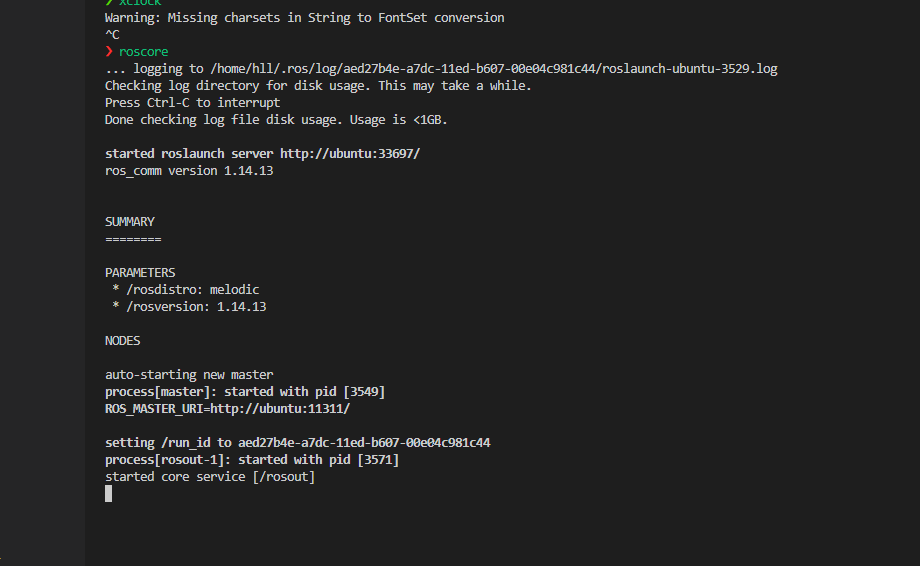 ❯ xclock
Warning: Missing charsets in String to FontSet conversion
^C
❯ roscore
... logging to /home/hll/.ros/log/aed27b4e-a7dc-11ed-b607-00e04c981c44/roslaunch-ubuntu-3529.log
Checking log directory for disk usage. This may take a while.
Press Ctrl-C to interrupt
Done checking log file disk usage. Usage is <1GB.
started roslaunch server http://ubuntu:33697/
ros_comm version 1.14.13
SUMMARY
========
PARAMETERS
* /rosdistro: melodic
* /rosversion: 1.14.13
NODES
auto-starting new master
process[master]: started with pid [3549]
ROS_MASTER_URI=http://ubuntu:11311/
setting /run_id to aed27b4e-a7dc-11ed-b607-00e04c981c44
process[rosout-1]: started with pid [3571]
started core service [/rosout]